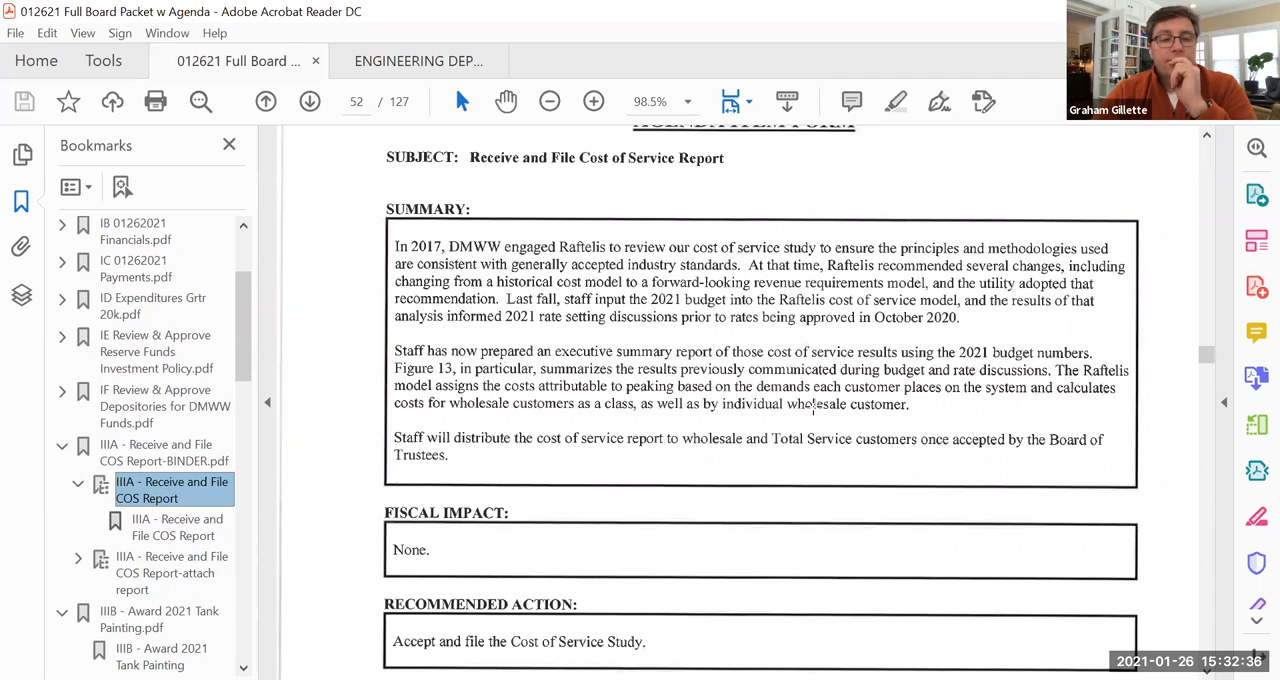 012621 Full Board Packet w Agenda - Adobe Acrobat Reader DC
File Edit View Sign Window Help
Home Tools 012621 Full Board ... × ENGINEERING DEP...
52 / 127 98.5%
Graham Gillette
Bookmarks
IB 01262021
Financials.pdf
IC 01262021
Payments.pdf
ID Expenditures Grtr
20k.pdf
IE Review & Approve
Reserve Funds
Investment Policy.pdf
IF Review & Approve
Depositories for DMWW
Funds.pdf
IIIA - Receive and File
COS Report-BINDER.pdf
IIIA - Receive and File
COS Report
IIIA - Receive and
File COS Report
IIIA - Receive and File
COS Report-attach
report
IIIB - Award 2021 Tank
Painting.pdf
IIIB - Award 2021
Tank Painting
AGENDA ITEM FORM
SUBJECT: Receive and File Cost of Service Report
SUMMARY:
In 2017, DMWW engaged Raftelis to review our cost of service study to ensure the principles and methodologies used
are consistent with generally accepted industry standards. At that time, Raftelis recommended several changes, including
changing from a historical cost model to a forward-looking revenue requirements model, and the utility adopted that
recommendation. Last fall, staff input the 2021 budget into the Raftelis cost of service model, and the results of that
analysis informed 2021 rate setting discussions prior to rates being approved in October 2020.
Staff has now prepared an executive summary report of those cost of service results using the 2021 budget numbers.
Figure 13, in particular, summarizes the results previously communicated during budget and rate discussions. The Raftelis
model assigns the costs attributable to peaking based on the demands each customer places on the system and calculates
costs for wholesale customers as a class, as well as by individual wholesale customer.
Staff will distribute the cost of service report to wholesale and Total Service customers once accepted by the Board of
Trustees.
FISCAL IMPACT:
None.
RECOMMENDED ACTION:
Accept and file the Cost of Service Study.
2021-01-26 15:32:36